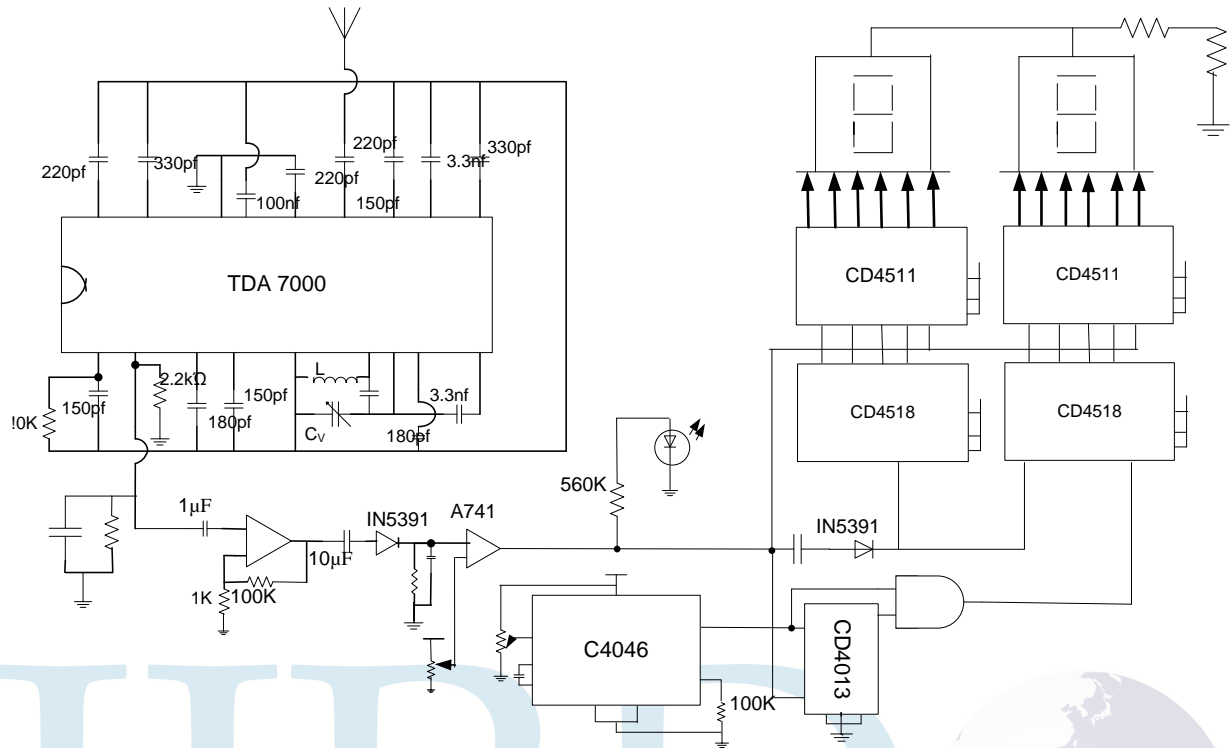 220pf
330pf
100nf
220pf
220pf
150pf
3.3nf
330pf
TDA 7000
!0K
150pf
2.2kΩ
180pf
150pf
L
Cv
180pf
3.3nf
1µF
1K
100K
10µF
IN5391
A741
560K
CD4511
CD4511
CD4518
CD4518
IN5391
C4046
100K
CD4013